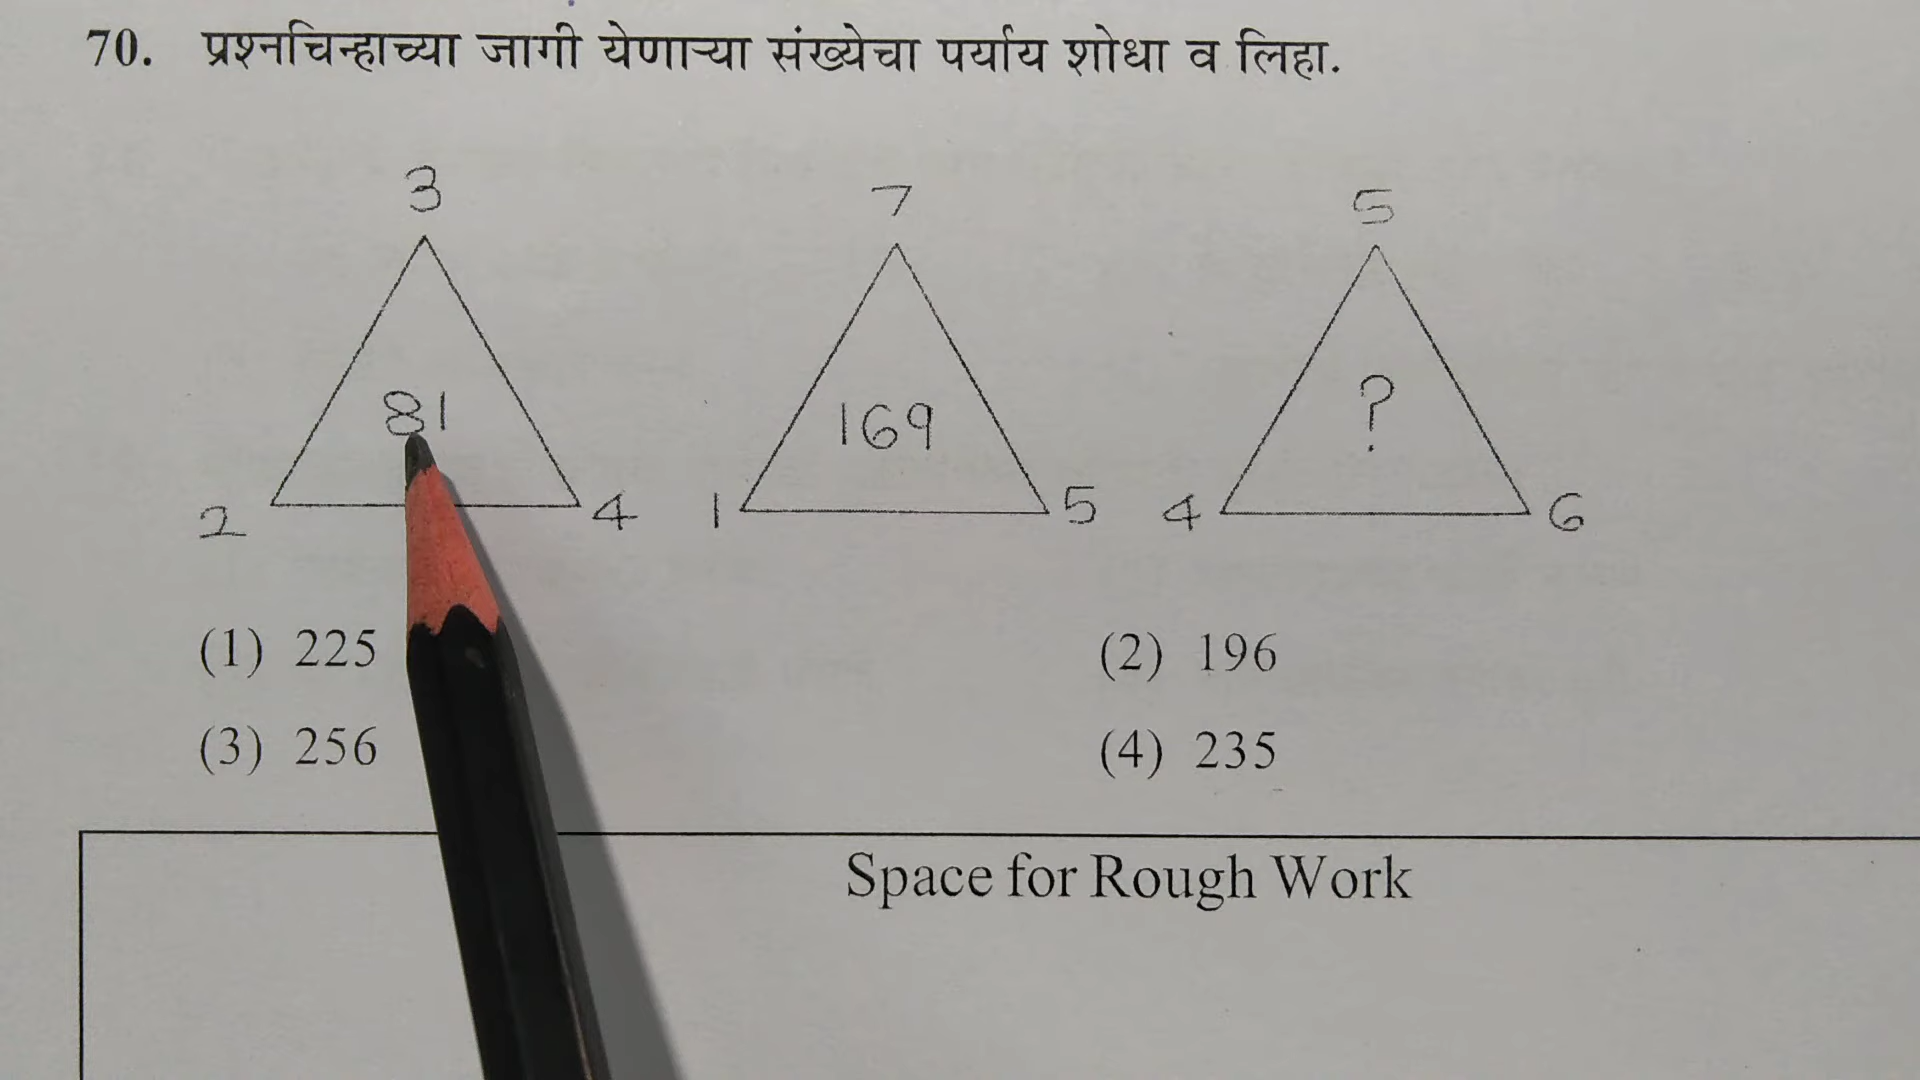 70. प्रश्नचिन्हाच्या जागी येणाऱ्या संख्येचा पर्याय शोधा व लिहा.
3 7 5
81 169 ?
2 4 1 5 4 6
(1) 225 (2) 196
(3) 256 (4) 235
Space for Rough Work